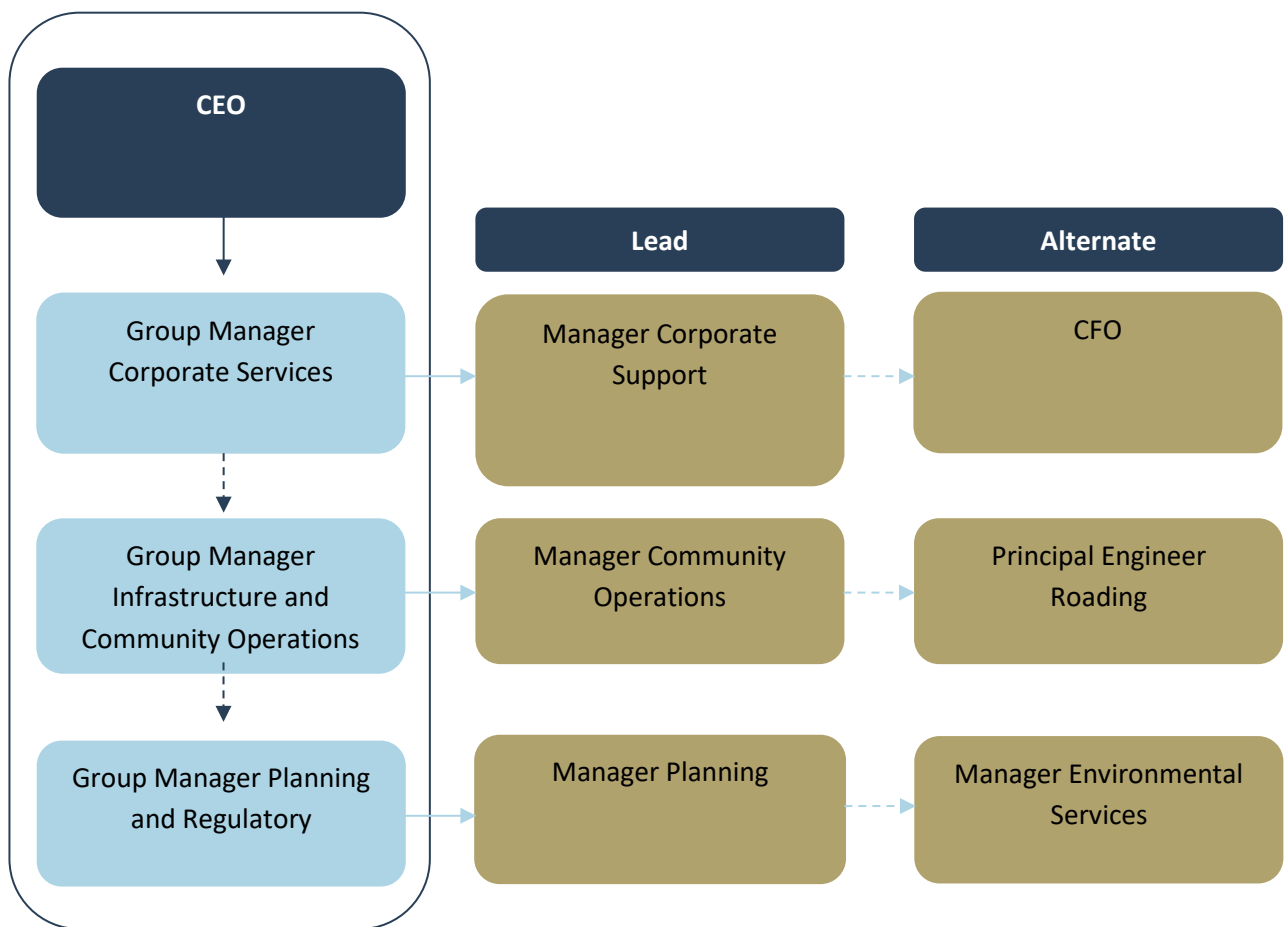 CEO
Lead
Alternate
Group Manager
Corporate Services
Manager Corporate
Support
CFO
Group Manager
Infrastructure and
Community Operations
Manager Community
Operations
Principal Engineer
Roading
Group Manager Planning
and Regulatory
Manager Planning
Manager Environmental
Services